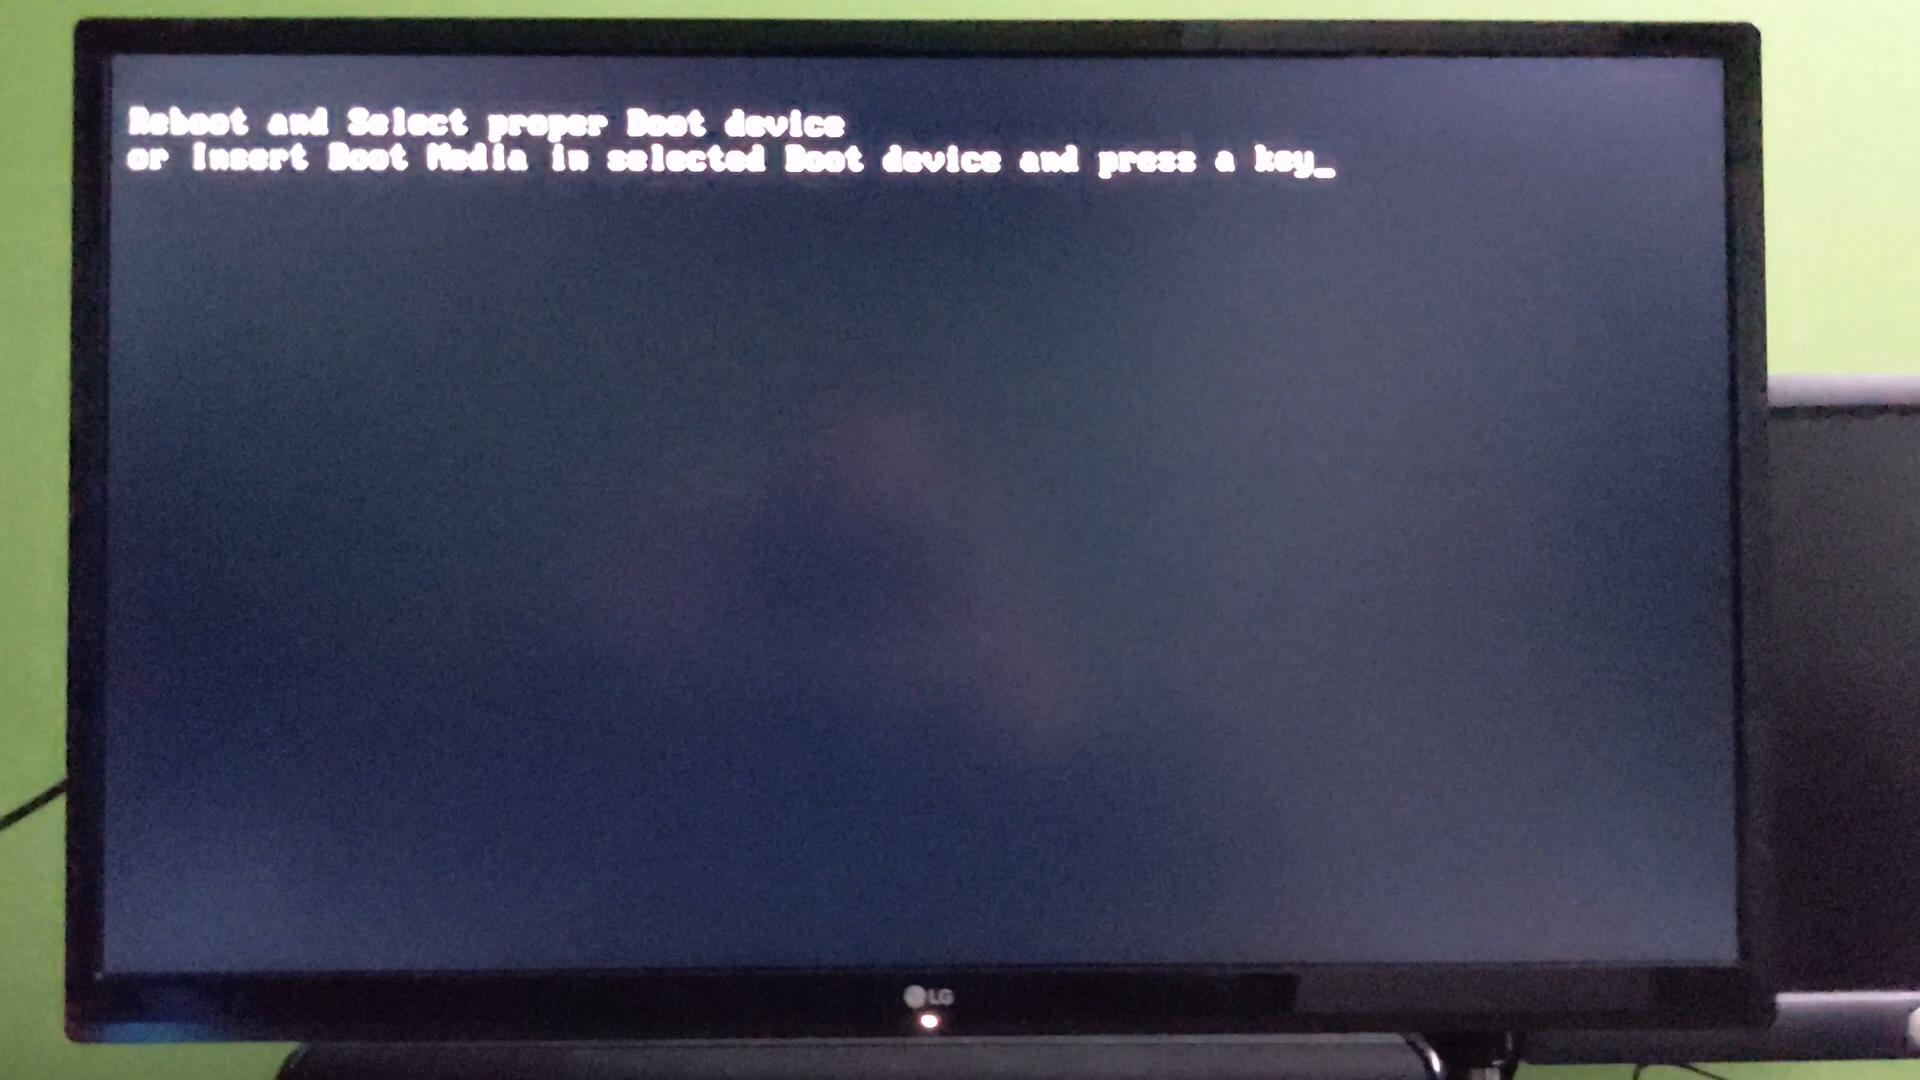 Reboot and Select proper Boot device
or Insert Boot Media in selected Boot device and press a key_
LG